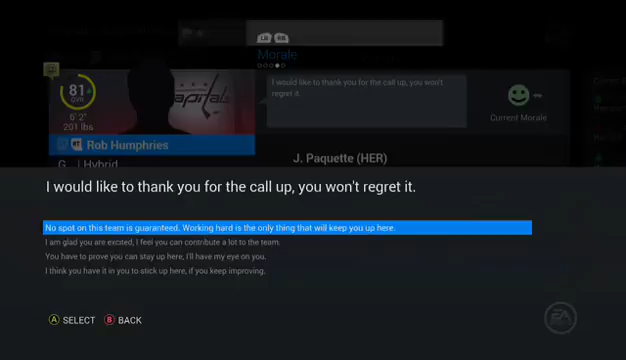 LB RB
Morale
81
OVR
6' 2"
201 lbs
Capitals
I would like to thank you for the call up, you won't
regret it.
Current Morale
Rob Humphries
G | Hybrid
J. Paquette (HER)
I would like to thank you for the call up, you won't regret it.
No spot on this team is guaranteed. Working hard is the only thing that will keep you up here.
I am glad you are excited, I feel you can contribute a lot to the team.
You have to prove you can stay up here, I'll have my eye on you.
I think you have it in you to stick up here, if you keep improving.
A SELECT B BACK
EA